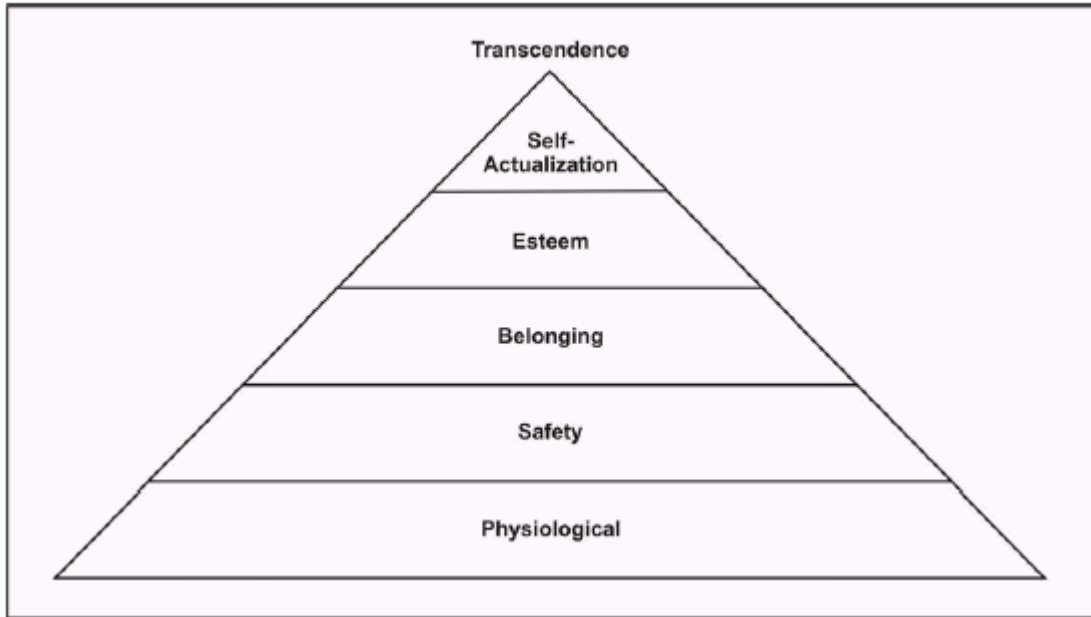 Transcendence
Self-
Actualization
Esteem
Belonging
Safety
Physiological